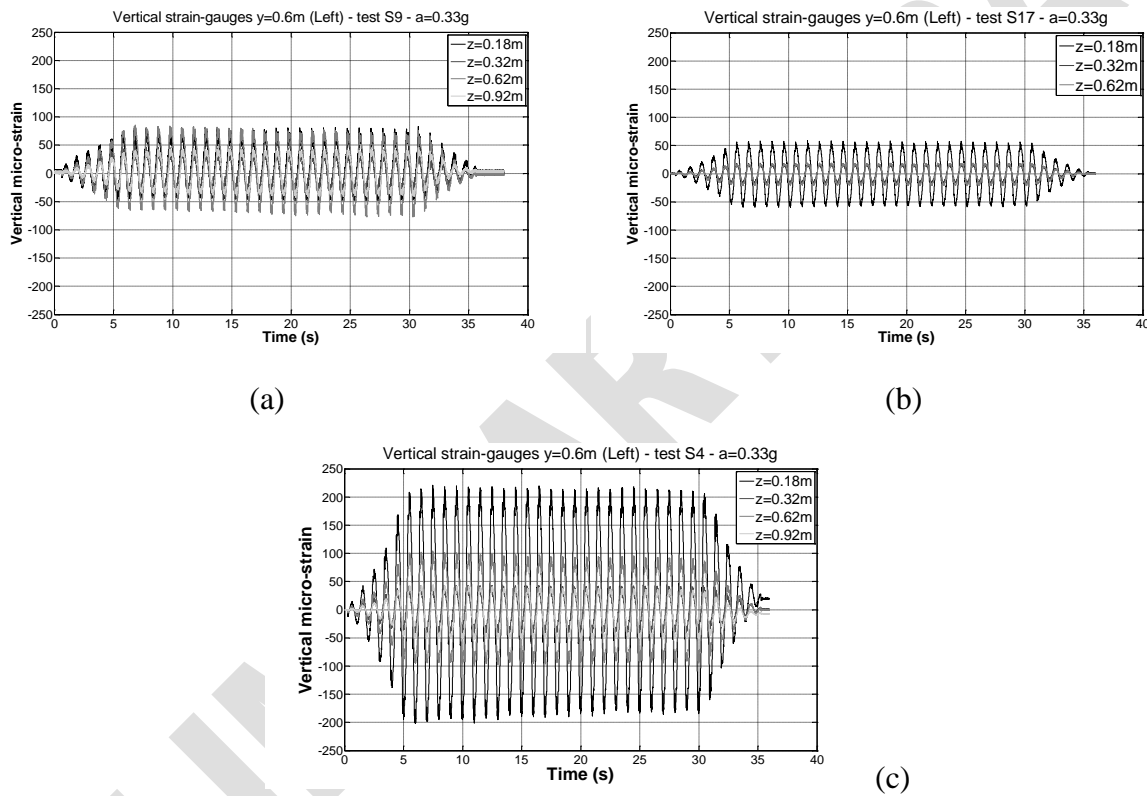 Vertical strain-gauges y=0.6m (Left) - test S9 - a=0.33g
250
200
150
100
50
0
-50
-100
-150
-200
-250
Vertical micro-strain
z=0.18m
z=0.32m
z=0.62m
z=0.92m
0 5 10 15 20 25 30 35 40
Time (s)
(a)
Vertical strain-gauges y=0.6m (Left) - test S17 - a=0.33g
250
200
150
100
50
0
-50
-100
-150
-200
-250
Vertical micro-strain
z=0.18m
z=0.32m
z=0.62m
0 5 10 15 20 25 30 35 40
Time (s)
(b)
Vertical strain-gauges y=0.6m (Left) - test S4 - a=0.33g
250
200
150
100
50
0
-50
-100
-150
-200
-250
Vertical micro-strain
z=0.18m
z=0.32m
z=0.62m
z=0.92m
0 5 10 15 20 25 30 35 40
Time (s)
(c)